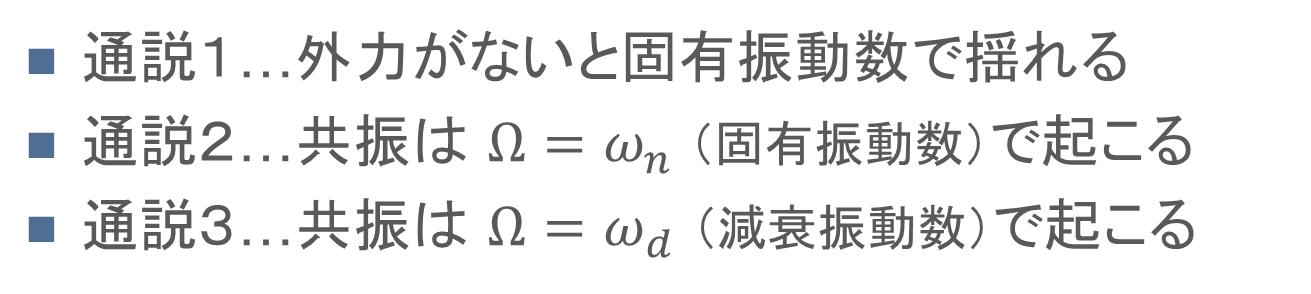 ■ 通説１…外力がないと固有振動数で揺れる
■ 通説２…共振は Ω = ωₙ（固有振動数）で起こる
■ 通説３…共振は Ω = ω_d（減衰振動数）で起こる